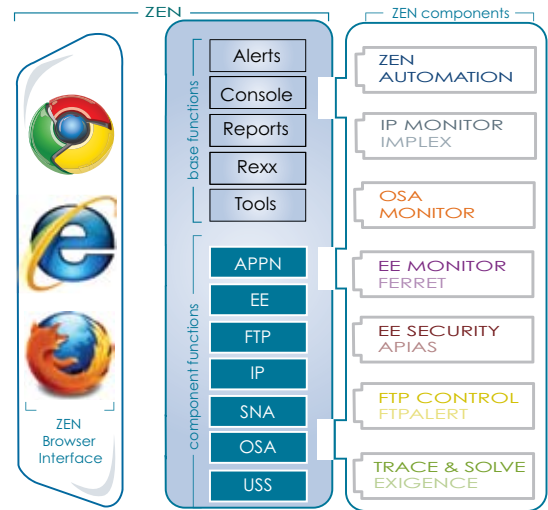 ZEN
ZEN components
base functions
Alerts
Console
Reports
Rexx
Tools
component functions
APPN
EE
FTP
IP
SNA
OSA
USS
ZEN
Browser
Interface
ZEN
AUTOMATION
IP MONITOR
IMPLEX
OSA
MONITOR
EE MONITOR
FERRET
EE SECURITY
APIAS
FTP CONTROL
FTPALERT
TRACE & SOLVE
EXIGENCE